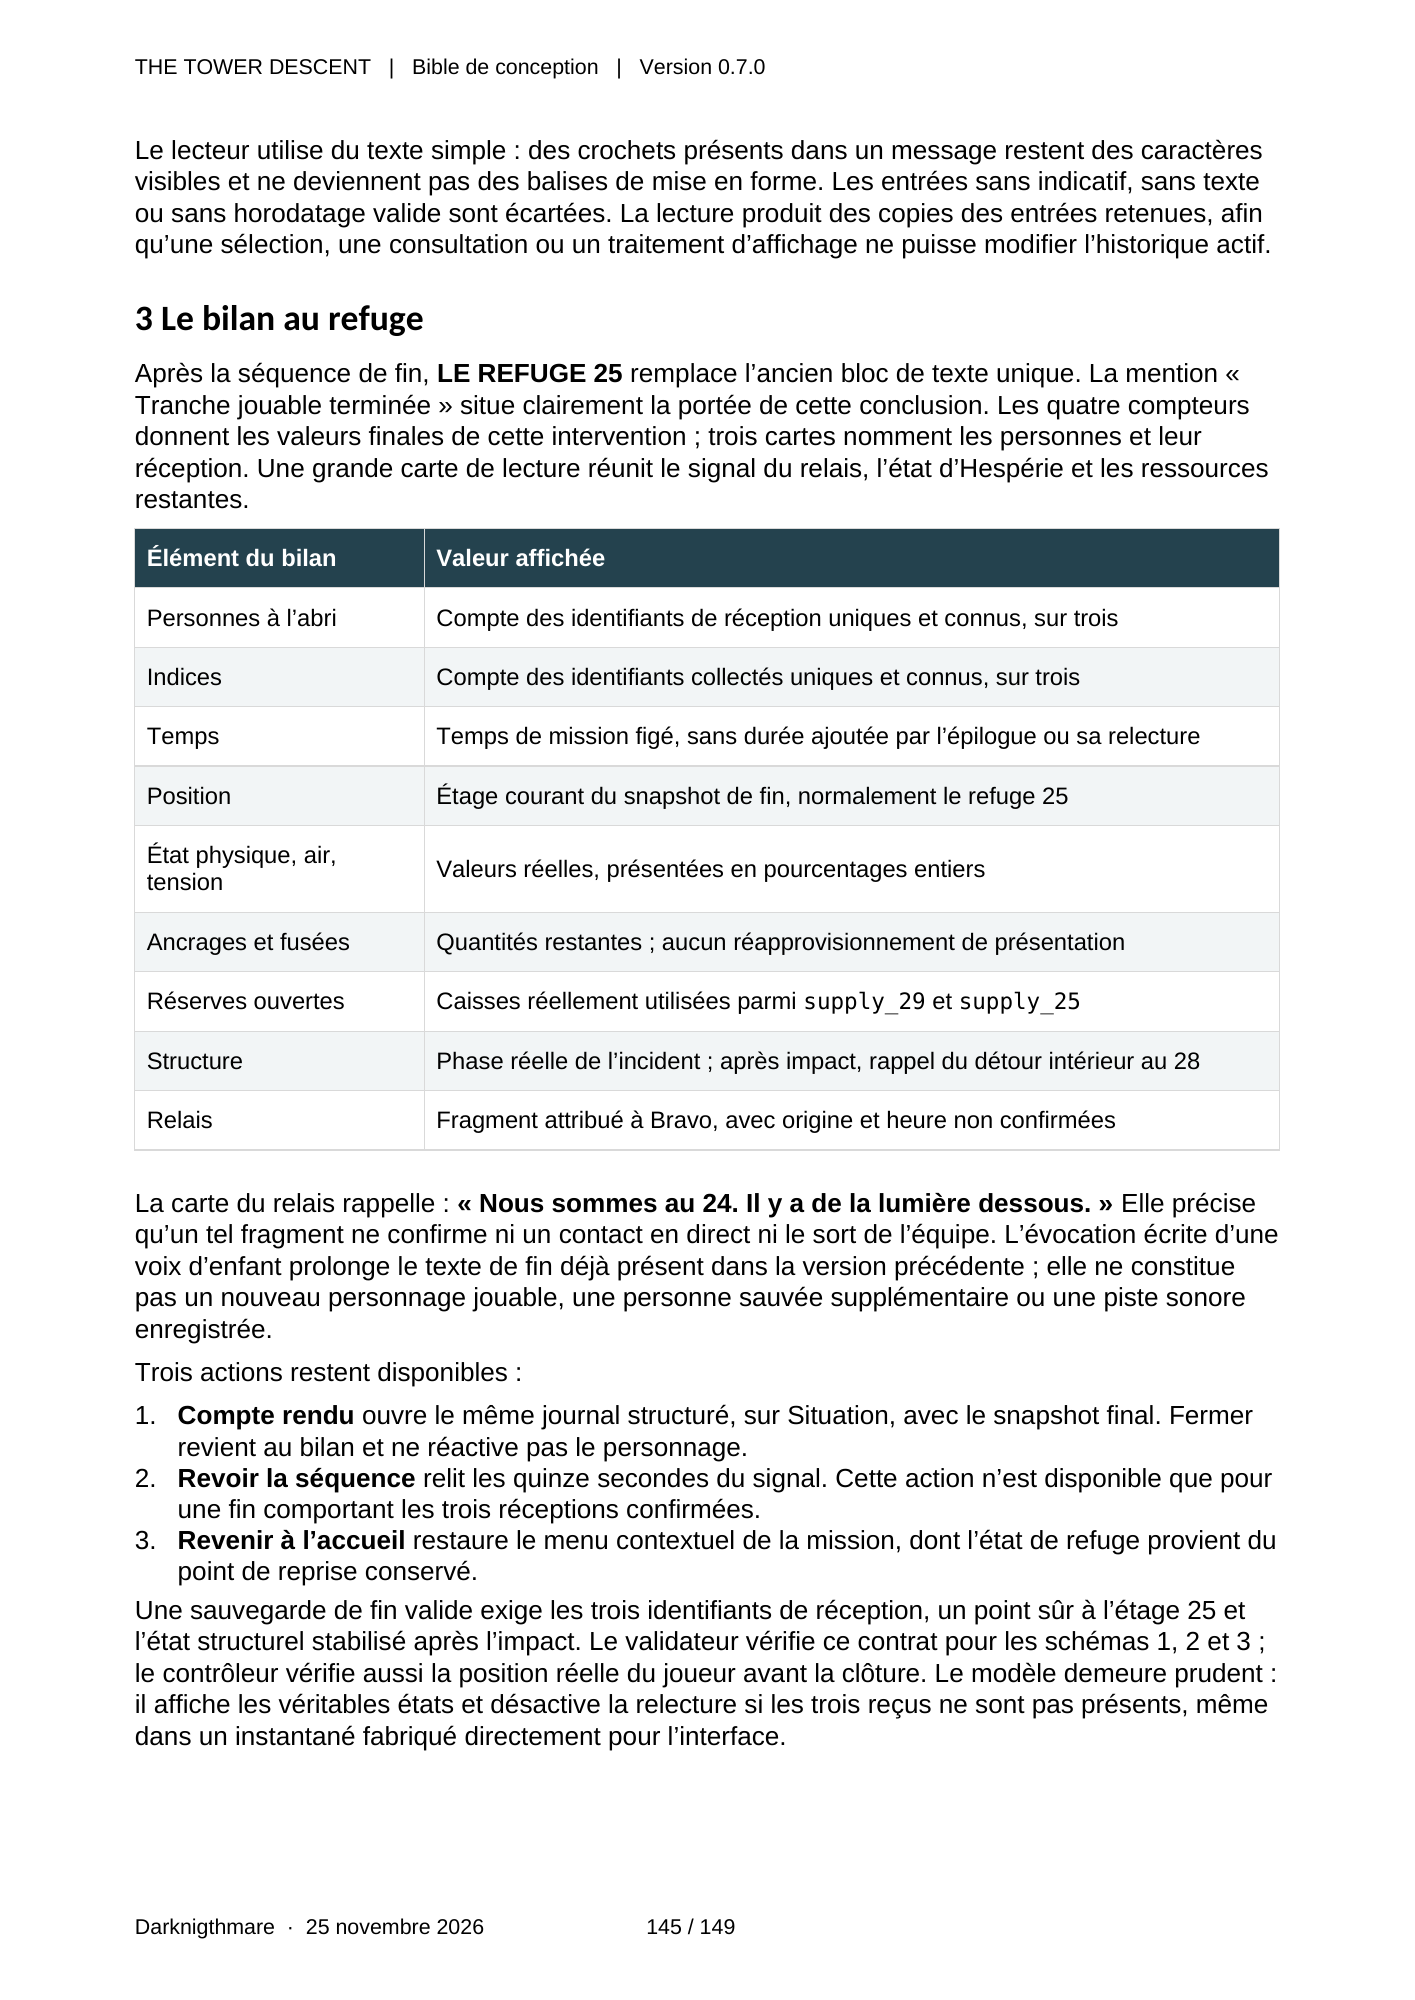 THE TOWER DESCENT | Bible de conception | Version 0.7.0
Le lecteur utilise du texte simple : des crochets présents dans un message restent des caractères
visibles et ne deviennent pas des balises de mise en forme. Les entrées sans indicatif, sans texte
ou sans horodatage valide sont écartées. La lecture produit des copies des entrées retenues, afin
qu’une sélection, une consultation ou un traitement d’affichage ne puisse modifier l’historique actif.
3 Le bilan au refuge
Après la séquence de fin, LE REFUGE 25 remplace l’ancien bloc de texte unique. La mention «
Tranche jouable terminée » situe clairement la portée de cette conclusion. Les quatre compteurs
donnent les valeurs finales de cette intervention ; trois cartes nomment les personnes et leur
réception. Une grande carte de lecture réunit le signal du relais, l’état d’Hespérie et les ressources
restantes.
Élément du bilan Valeur affichée
Personnes à l’abri Compte des identifiants de réception uniques et connus, sur trois
Indices Compte des identifiants collectés uniques et connus, sur trois
Temps Temps de mission figé, sans durée ajoutée par l’épilogue ou sa relecture
Position Étage courant du snapshot de fin, normalement le refuge 25
État physique, air,
tension Valeurs réelles, présentées en pourcentages entiers
Ancrages et fusées Quantités restantes ; aucun réapprovisionnement de présentation
Réserves ouvertes Caisses réellement utilisées parmi supply_29 et supply_25
Structure Phase réelle de l’incident ; après impact, rappel du détour intérieur au 28
Relais Fragment attribué à Bravo, avec origine et heure non confirmées
La carte du relais rappelle : « Nous sommes au 24. Il y a de la lumière dessous. » Elle précise
qu’un tel fragment ne confirme ni un contact en direct ni le sort de l’équipe. L’évocation écrite d’une
voix d’enfant prolonge le texte de fin déjà présent dans la version précédente ; elle ne constitue
pas un nouveau personnage jouable, une personne sauvée supplémentaire ou une piste sonore
enregistrée.
Trois actions restent disponibles :
1. Compte rendu ouvre le même journal structuré, sur Situation, avec le snapshot final. Fermer
revient au bilan et ne réactive pas le personnage.
2. Revoir la séquence relit les quinze secondes du signal. Cette action n’est disponible que pour
une fin comportant les trois réceptions confirmées.
3. Revenir à l’accueil restaure le menu contextuel de la mission, dont l’état de refuge provient du
point de reprise conservé.
Une sauvegarde de fin valide exige les trois identifiants de réception, un point sûr à l’étage 25 et
l’état structurel stabilisé après l’impact. Le validateur vérifie ce contrat pour les schémas 1, 2 et 3 ;
le contrôleur vérifie aussi la position réelle du joueur avant la clôture. Le modèle demeure prudent :
il affiche les véritables états et désactive la relecture si les trois reçus ne sont pas présents, même
dans un instantané fabriqué directement pour l’interface.
Darknigthmare · 25 novembre 2026 145 / 149